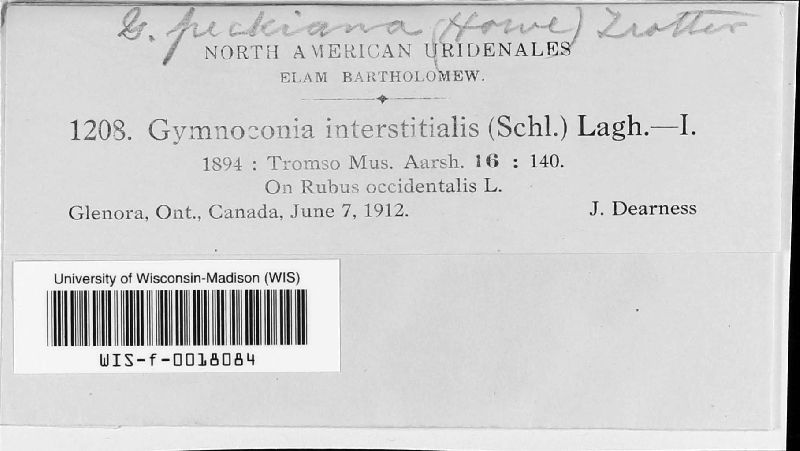 G. peckiana (Howe) Trotter
NORTH AMERICAN URIDENALES
ELAM BARTHOLOMEW.
1208. Gymnoconia interstitialis (Schl.) Lagh.—I.
1894 : Tromso Mus. Aarsh. 16 : 140.
On Rubus occidentalis L.
Glenora, Ont., Canada, June 7, 1912. J. Dearness
University of Wisconsin-Madison (WIS)
WIS-f-0018084